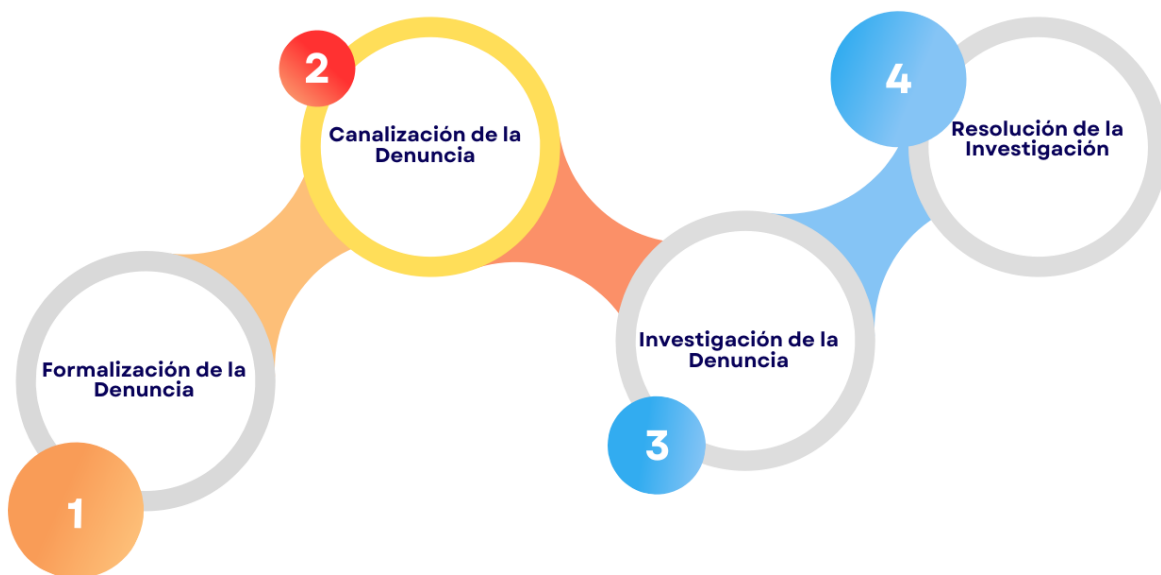 1
Formalización de la
Denuncia
2
Canalización de la
Denuncia
3
Investigación de la
Denuncia
4
Resolución de la
Investigación